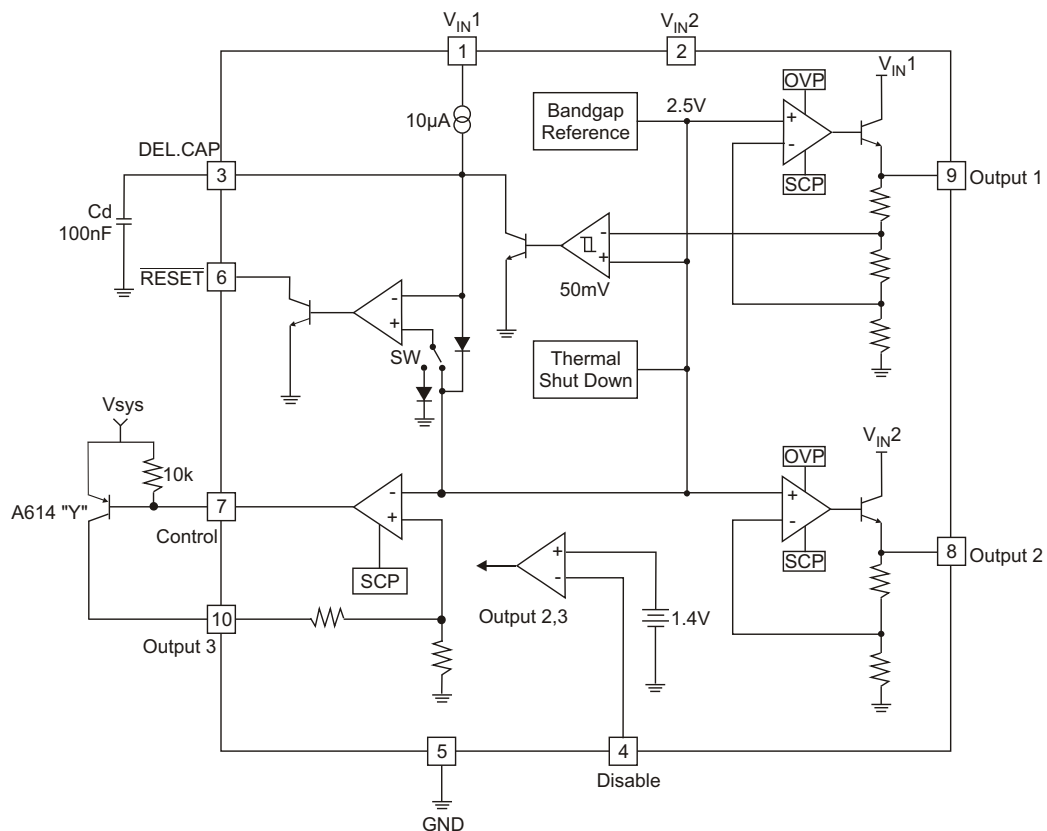 VIN1
VIN2
1
2
VIN1
OVP
10µA
Bandgap
Reference
2.5V
+
-
DEL.CAP
3
SCP
9
Output 1
Cd
100nF
-
+
50mV
RESET
6
-
+
SW
Thermal
Shut Down
Vsys
VIN2
OVP
10k
A614 "Y"
7
Control
-
+
+
-
SCP
8
Output 2
SCP
+
-
Output 2,3
1.4V
10
Output 3
5
4
Disable
GND